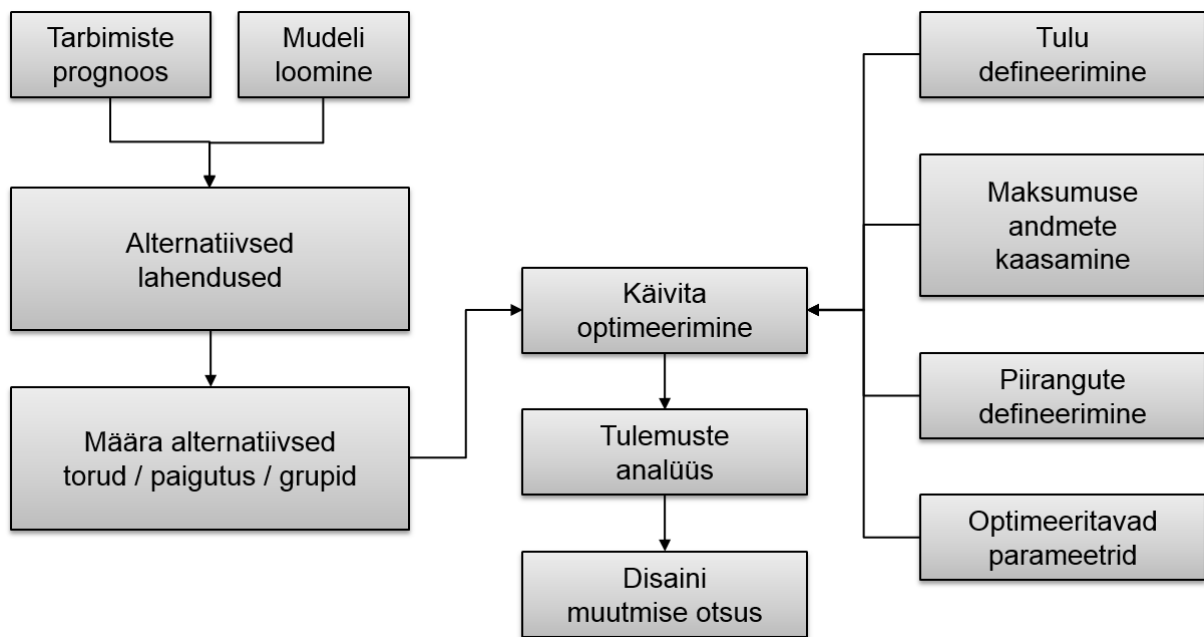 Tarbimiste
prognoos
Mudeli
loomine
Alternatiivsed
lahendused
Määra alternatiivsed
torud / paigutus / grupid
Käivita
optimeerimine
Tulemuste
analüüs
Disaini
muutmise otsus
Tulu
defineerimine
Maksumuse
andmete
kaasamine
Piirangute
defineerimine
Optimeeritavad
parameetrid